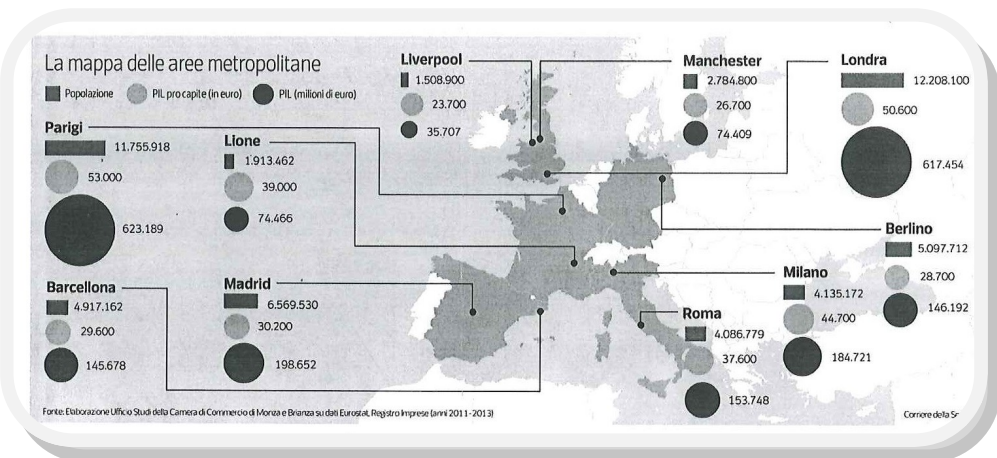 La mappa delle aree metropolitane
Popolazione PIL pro capite (in euro) PIL (milioni di euro)
Parigi
11.755.918
53.000
623.189
Lione
1.913.462
39.000
74.466
Liverpool
1.508.900
23.700
35.707
Manchester
2.784.800
26.700
74.409
Londra
12.208.100
50.600
617.454
Barcellona
4.917.162
29.600
145.678
Madrid
6.569.530
30.200
198.652
Roma
4.086.779
37.600
153.748
Milano
4.135.172
44.700
184.721
Berlino
5.097.712
28.700
146.192
Fonte: Elaborazione Ufficio Studi della Camera di Commercio di Monza e Brianza su dati Eurostat, Registro Imprese (anni 2011-2013)
Corriere della Se